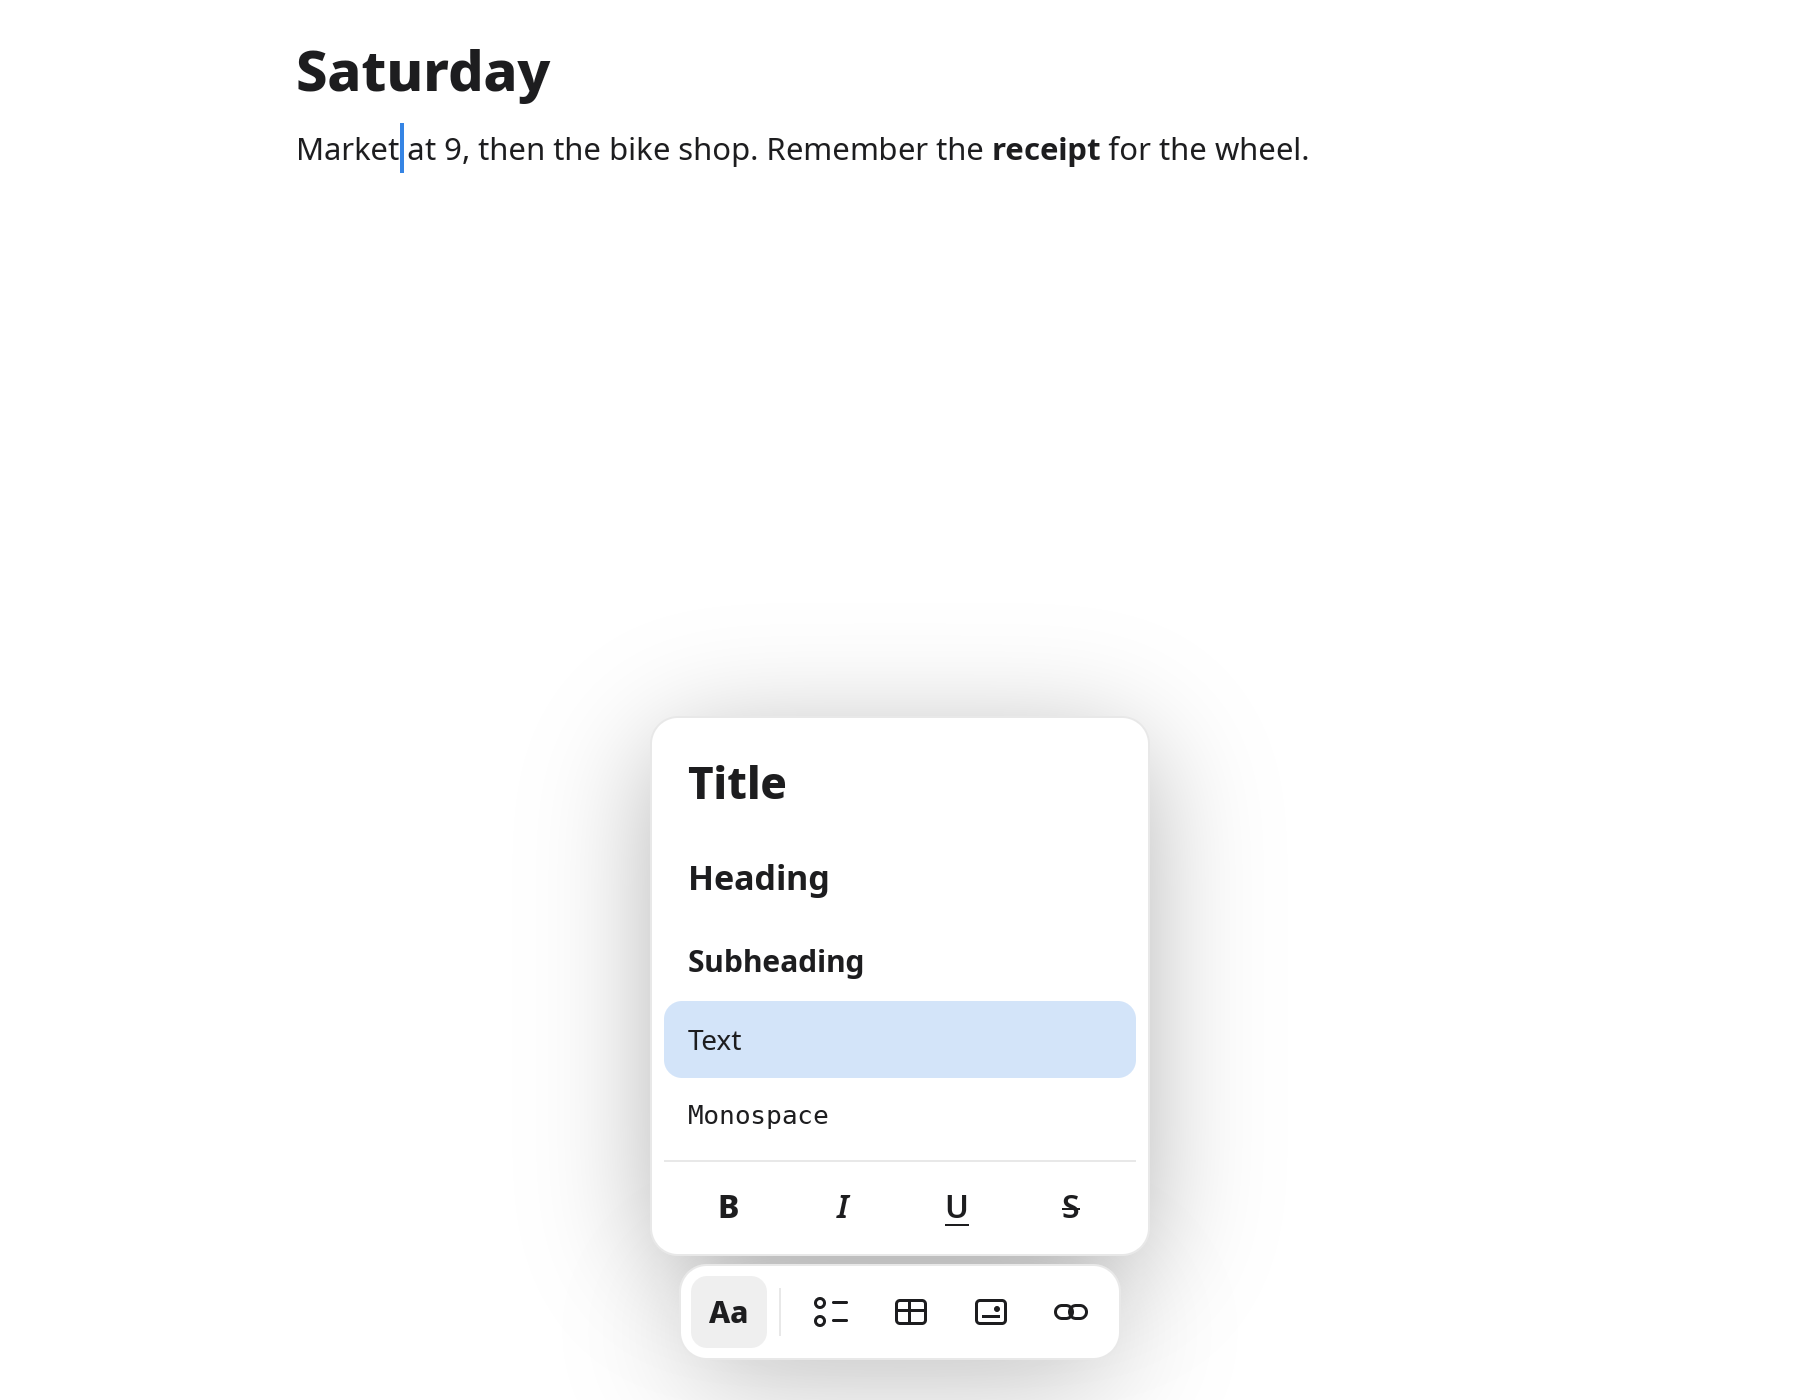 Saturday
Market at 9, then the bike shop. Remember the receipt for the wheel.
Title
Heading
Subheading
Text
Monospace
B I U S
Aa